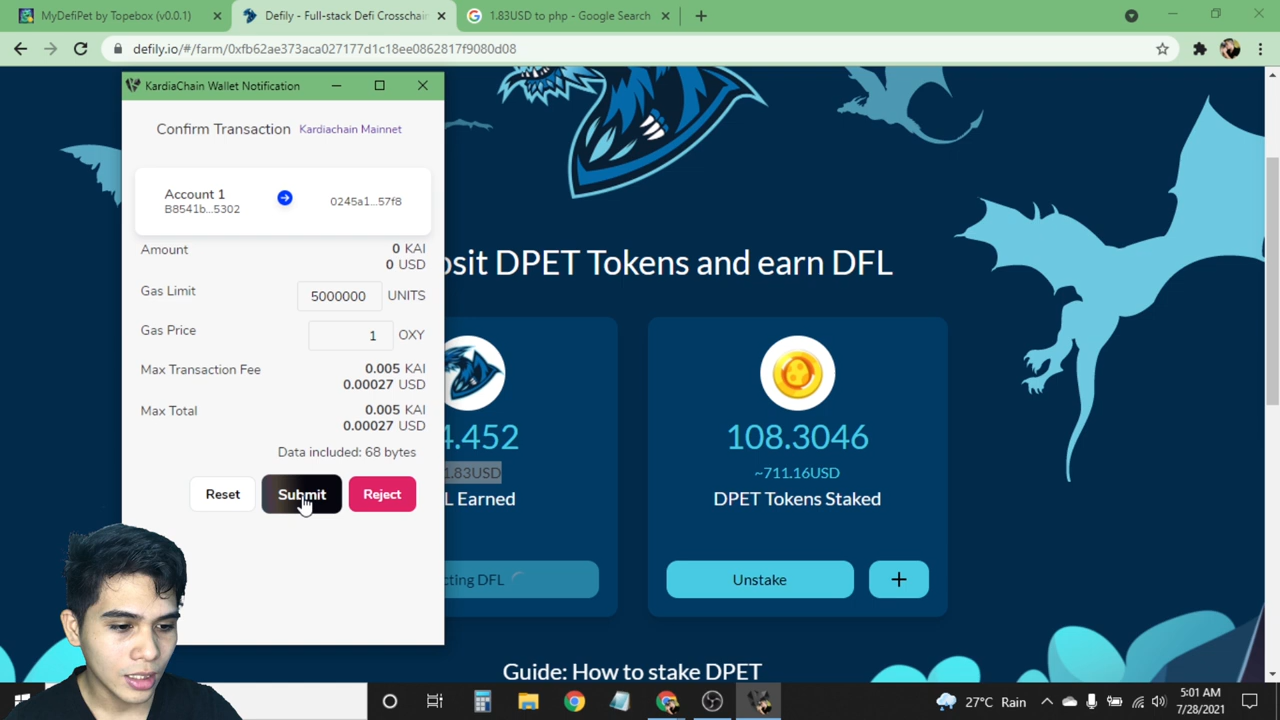 MyDefiPet by Topebox (v0.0.1)
Defily - Full-stack Defi Crosschain
1.83USD to php - Google Search
defily.io/#/farm/0xfb62ae373aca027177d1c18ee0862817f9080d08
KardiaChain Wallet Notification
Confirm Transaction Kardiachain Mainnet
Account 1
B8541b...5302
0245a1...57f8
Amount 0 KAI
0 USD
Gas Limit 5000000 UNITS
Gas Price 1 OXY
Max Transaction Fee 0.005 KAI
0.00027 USD
Max Total 0.005 KAI
0.00027 USD
Data included: 68 bytes
Reset Submit Reject
osit DPET Tokens and earn DFL
4.452
1.83USD
L Earned
cting DFL
108.3046
~711.16USD
DPET Tokens Staked
Unstake +
Guide: How to stake DPET
27°C Rain
5:01 AM
7/28/2021